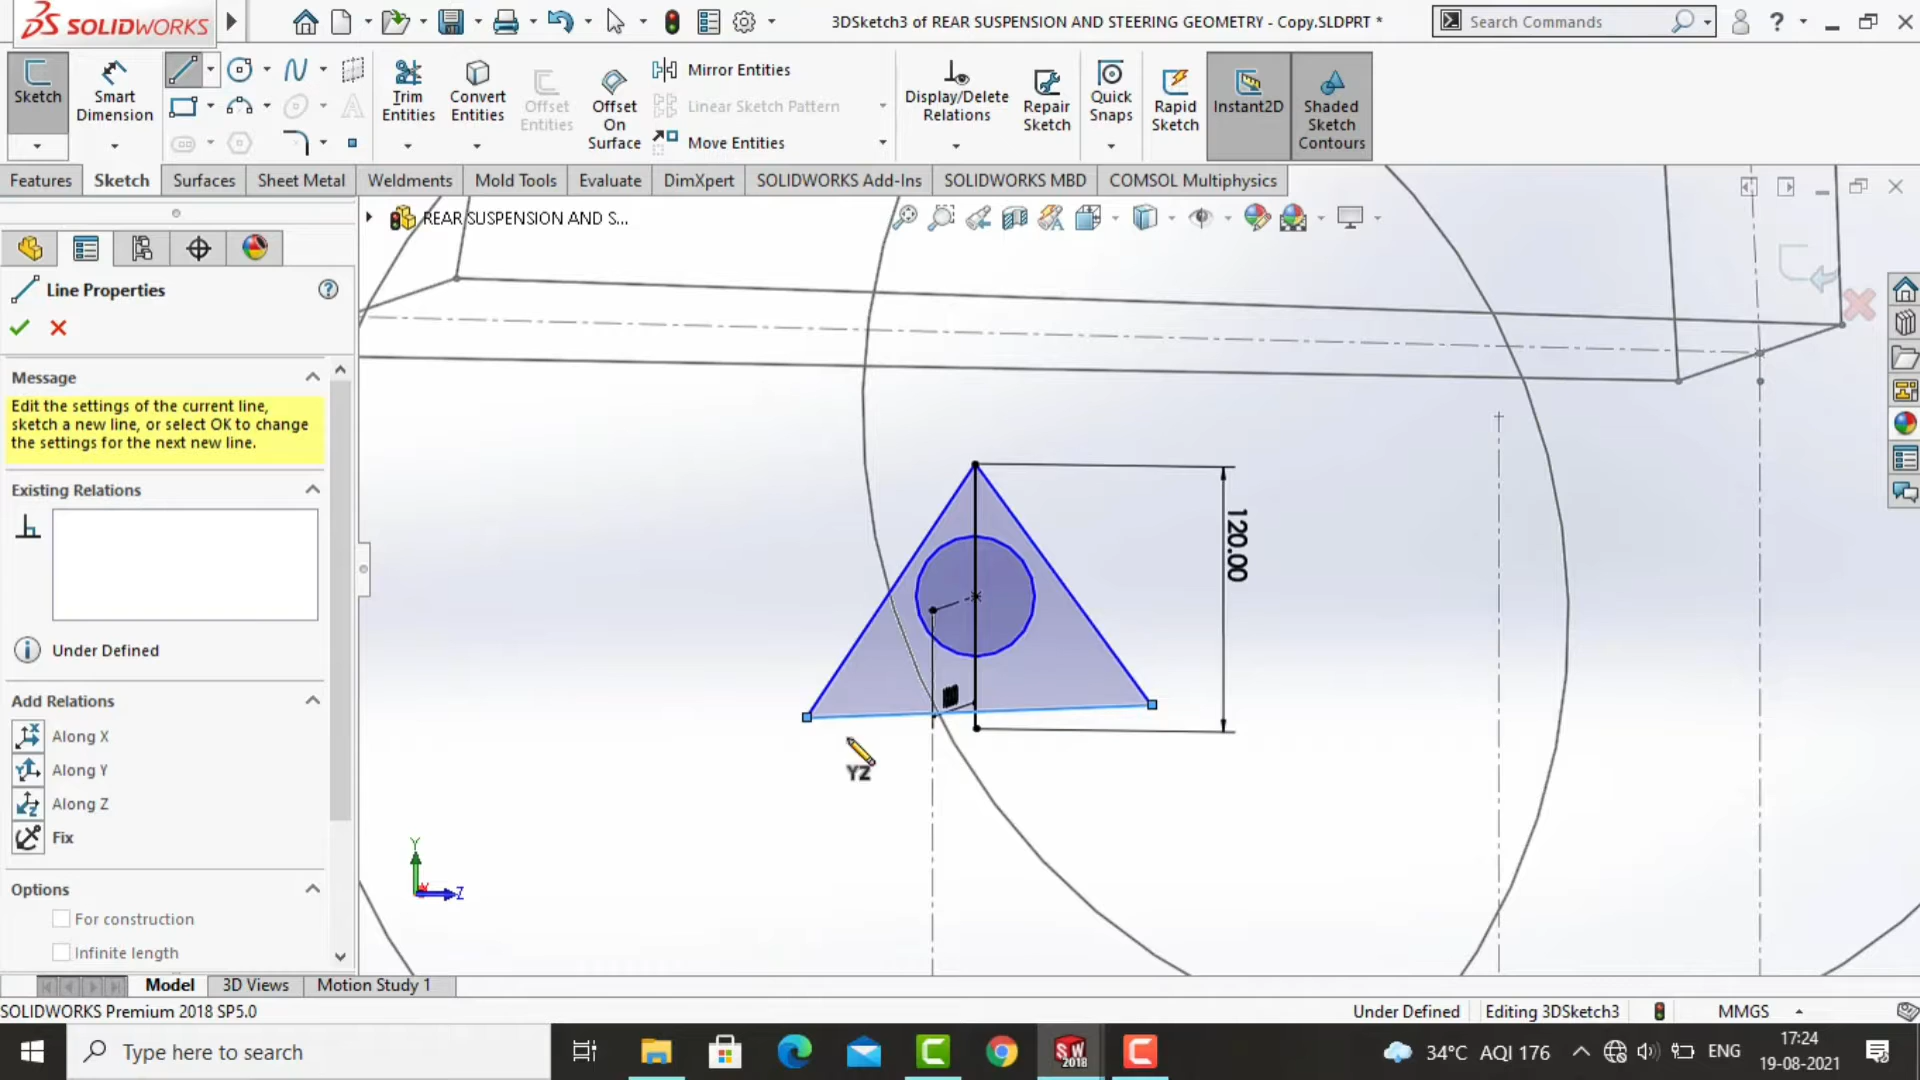 SOLIDWORKS
3DSketch3 of REAR SUSPENSION AND STEERING GEOMETRY - Copy.SLDPRT *
Search Commands
?
Sketch
Smart
Dimension
Trim
Entities
Convert
Entities
Offset
Entities
Offset
On
Surface
Mirror Entities
Linear Sketch Pattern
Move Entities
Display/Delete
Relations
Repair
Sketch
Quick
Snaps
Rapid
Sketch
Instant2D
Shaded
Sketch
Contours
Features
Sketch
Surfaces
Sheet Metal
Weldments
Mold Tools
Evaluate
DimXpert
SOLIDWORKS Add-Ins
SOLIDWORKS MBD
COMSOL Multiphysics
REAR SUSPENSION AND S...
Line Properties
?
Message
Edit the settings of the current line,
sketch a new line, or select OK to change
the settings for the next new line.
Existing Relations
Under Defined
Add Relations
Along X
Along Y
Along Z
Fix
Options
For construction
Infinite length
120.00
YZ
Y
Z
Model
3D Views
Motion Study 1
SOLIDWORKS Premium 2018 SP5.0
Under Defined
Editing 3DSketch3
MMGS
Type here to search
SW
2018
34°C AQI 176
ENG
17:24
19-08-2021